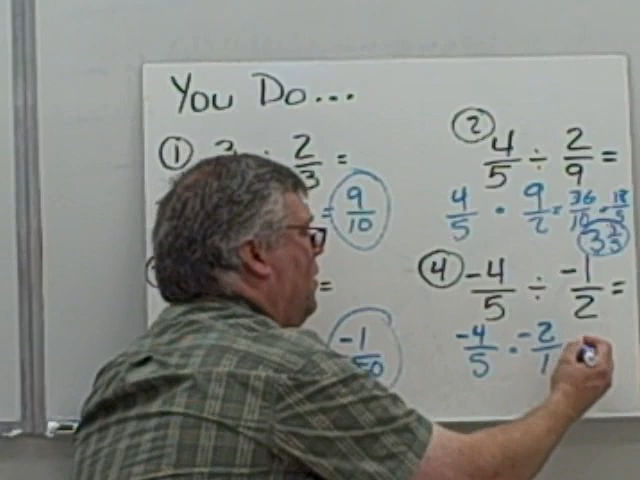 You Do...
① 3 ÷ 2/3 =
= 9/10
② 4/5 ÷ 2/9 =
4/5 · 9/2 = 36/10 = 18/5
3 3/5
=
-1
④ -4/5 ÷ -1/2 =
-4/5 · -2/1